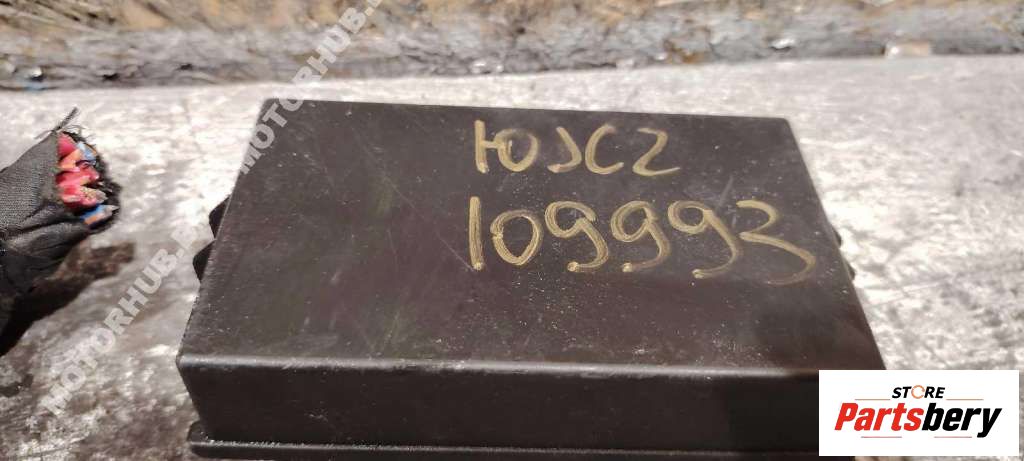 ЮJC2
109993
MOTORHUB
MOTORHUB
STORE
Partsbery